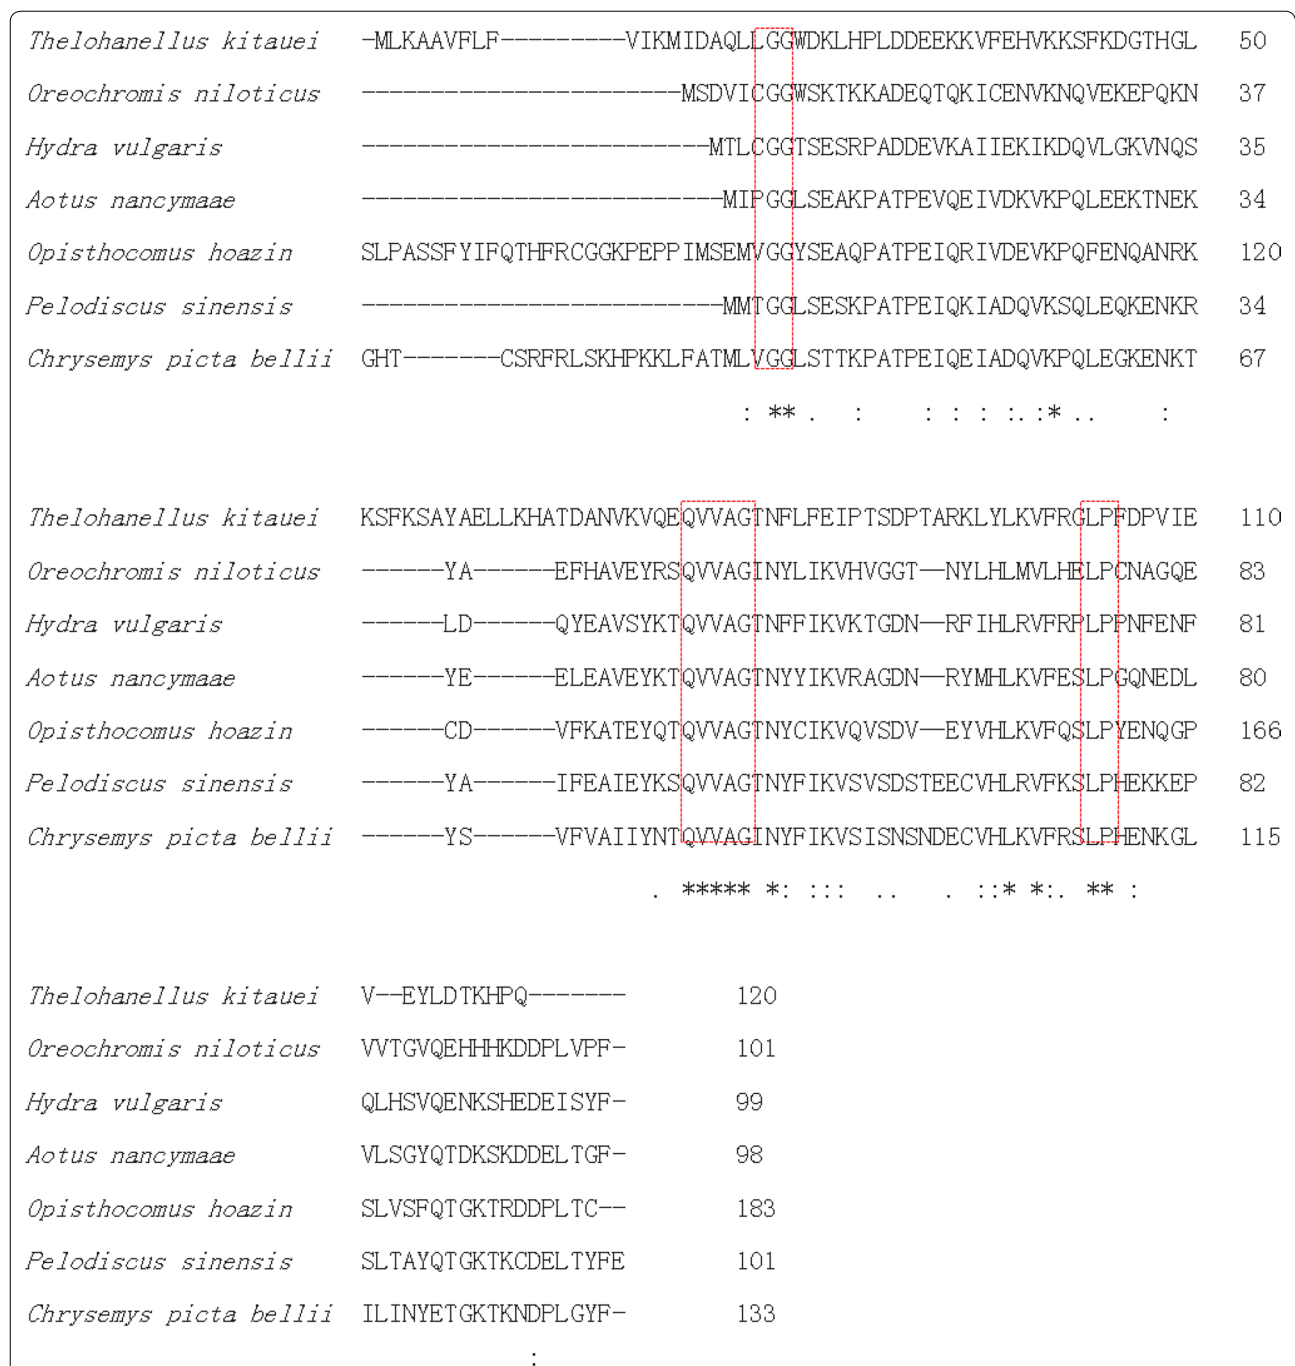 Thelohanellus kitauei -MLKAAVFLF---------VIKMIDAQLLGGWDKLHPLDDEEKKVFEHVKKSFKDGTHGL 50
Oreochromis niloticus -----------------------MSDVICGGWSKTKKADEQTQKICENVKNQVEKEPQKN 37
Hydra vulgaris -------------------------MTLCGGTSESRPADDEVKAIIEKIKDQVLGKVNQS 35
Aotus nancymaae --------------------------MIPGGLSEAKPATPEVQEIVDKVKPQLEEKTNEK 34
Opisthocomus hoazin SLPASSFYIFQTHFRCGGKPEPPIMSEMVGGYSEAQPATPEIQRIVDEVKPQFENQANRK 120
Pelodiscus sinensis --------------------------MMTGGLSESKPATPEIQKIADQVKSQLEQKENKR 34
Chrysemys picta bellii GHT-------CSRFRLSKHPKKLFATMLVGGLSTTKPATPEIQEIADQVKPQLEGKENKT 67
: ** . : : : : :. :* .. :
Thelohanellus kitauei KSFKSAYAELLKHATDANVKVQEQVVAGTNFLFEIPTSDPTARKLYLKVFRGLPFDPVIE 110
Oreochromis niloticus ------YA------EFHAVEYRSQVVAGINYLIKVHVGGT--NYLHLMVLHELPCNAGQE 83
Hydra vulgaris ------LD------QYEAVSYKTQVVAGTNFFIKVKTGDN--RFIHLRVFRPLPPNFENF 81
Aotus nancymaae ------YE------ELEAVEYKTQVVAGTNYYIKVRAGDN--RYMHLKVFESLPGQNEDL 80
Opisthocomus hoazin ------CD------VFKATEYQTQVVAGTNYCIKVQVSDV--EYVHLKVFQSLPYENQGP 166
Pelodiscus sinensis ------YA------IFEAIEYKSQVVAGTNYFIKVSVSDSTEECVHLRVFKSLPHEKKEP 82
Chrysemys picta bellii ------YS------VFVAIIYNTQVVAGINYFIKVSISNSNDECVHLKVFRSLPHENKGL 115
. ***** *: ::: .. . ::* *:. ** :
Thelohanellus kitauei V--EYLDTKHPQ------- 120
Oreochromis niloticus VVTGVQEHHHKDDPLVPF- 101
Hydra vulgaris QLHSVQENKSHEDEISYF- 99
Aotus nancymaae VLSGYQTDKSKDDELTGF- 98
Opisthocomus hoazin SLVSFQTGKTRDDPLTC-- 183
Pelodiscus sinensis SLTAYQTGKTKCDELTYFE 101
Chrysemys picta bellii ILINYETGKTKNDPLGYF- 133
: